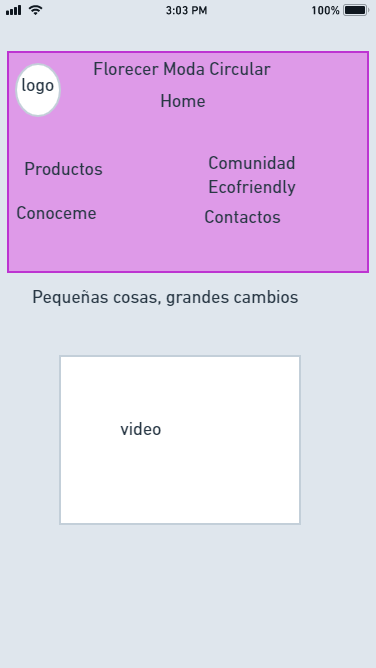 3:03 PM
100%
logo
Florecer Moda Circular
Home
Productos
Comunidad
Ecofriendly
Conoceme
Contactos
Pequeñas cosas, grandes cambios
video